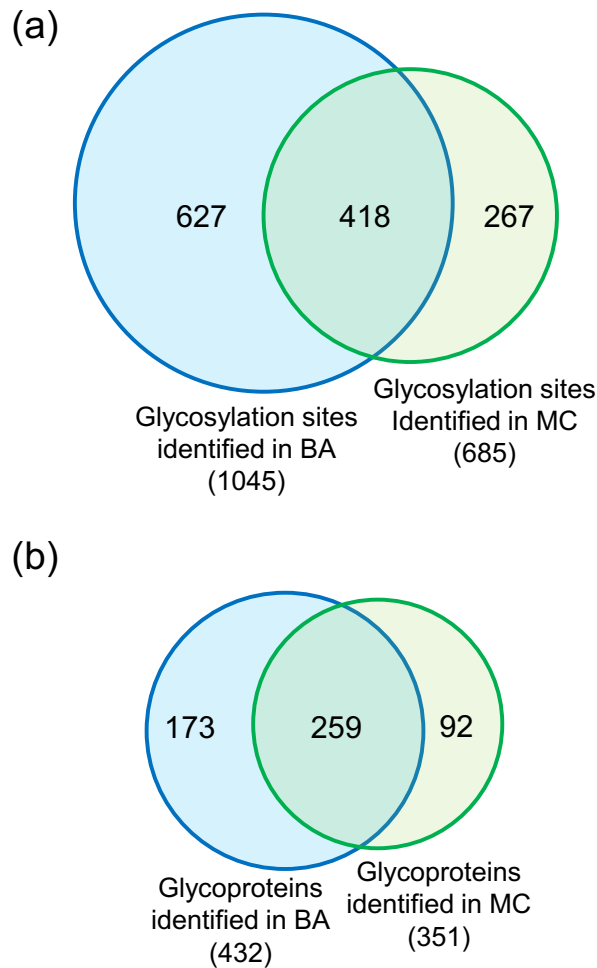 (a)
627
418
267
Glycosylation sites
identified in BA
(1045)
Glycosylation sites
Identified in MC
(685)
(b)
173
259
92
Glycoproteins
identified in BA
(432)
Glycoproteins
identified in MC
(351)